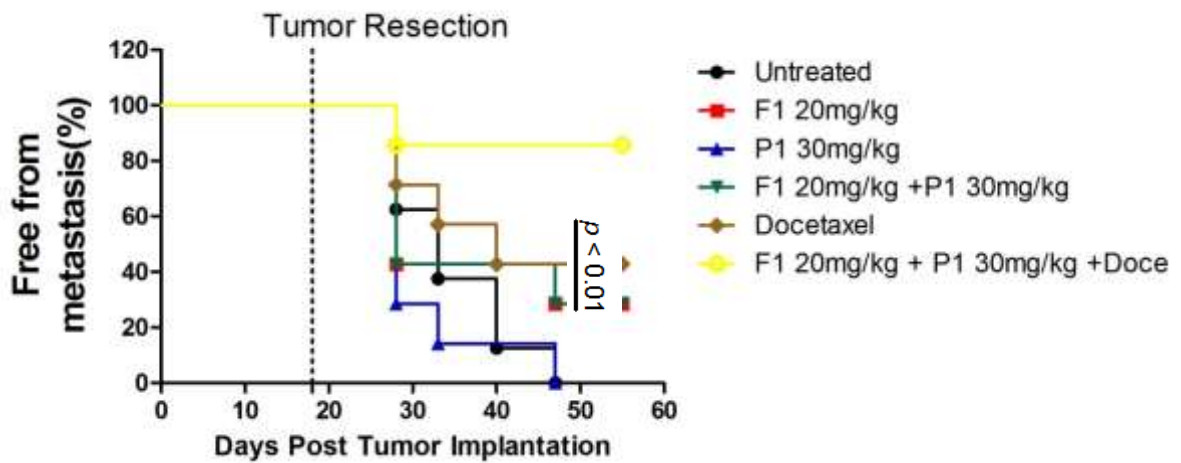 Tumor Resection
120
100
80
60
40
20
0
Free from
metastasis(%)
0 10 20 30 40 50 60
Days Post Tumor Implantation
p < 0.01
Untreated
F1 20mg/kg
P1 30mg/kg
F1 20mg/kg +P1 30mg/kg
Docetaxel
F1 20mg/kg + P1 30mg/kg +Doce